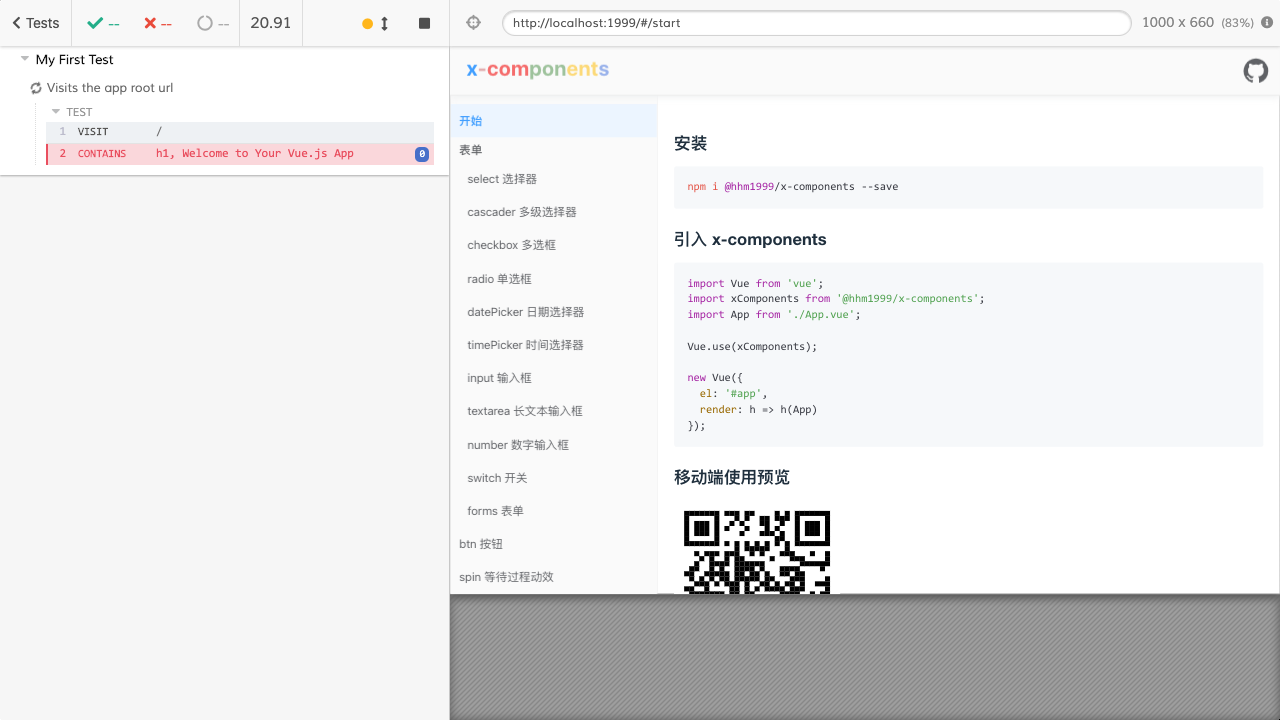 Tests
--
--
--
20.91
http://localhost:1999/#/start
1000 x 660 (83%)
My First Test
Visits the app root url
TEST
1 VISIT /
2 CONTAINS h1, Welcome to Your Vue.js App 0
x-components
开始
表单
select 选择器
cascader 多级选择器
checkbox 多选框
radio 单选框
datePicker 日期选择器
timePicker 时间选择器
input 输入框
textarea 长文本输入框
number 数字输入框
switch 开关
forms 表单
btn 按钮
spin 等待过程动效
安装
npm i @hhm1999/x-components --save
引入 x-components
import Vue from 'vue';
import xComponents from '@hhm1999/x-components';
import App from './App.vue';
Vue.use(xComponents);
new Vue({
  el: '#app',
  render: h => h(App)
});
移动端使用预览